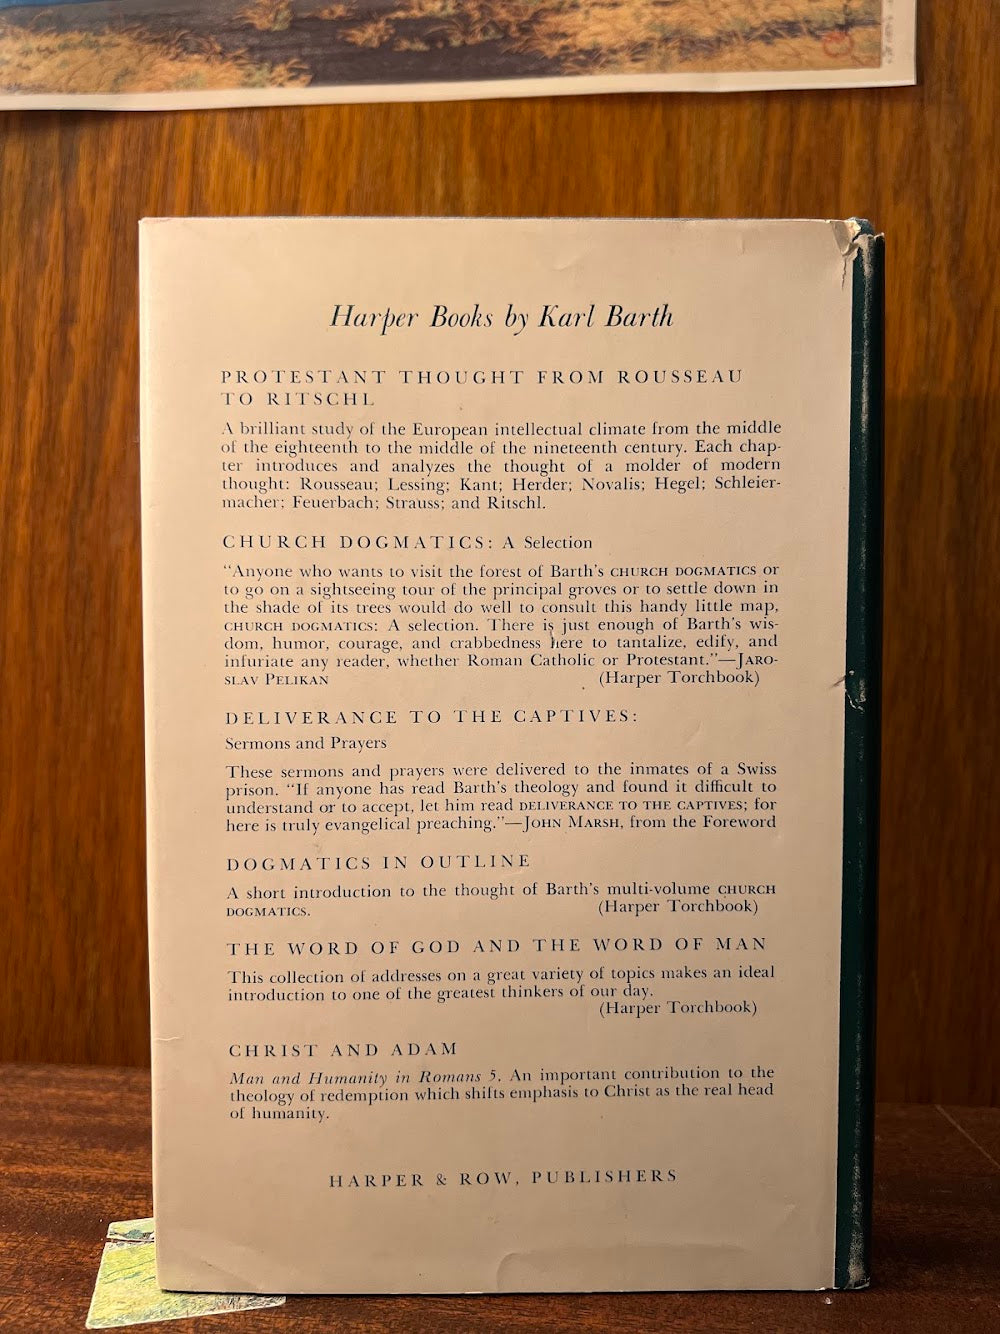 Harper Books by Karl Barth
PROTESTANT THOUGHT FROM ROUSSEAU
TO RITSCHL
A brilliant study of the European intellectual climate from the middle
of the eighteenth to the middle of the nineteenth century. Each chap-
ter introduces and analyzes the thought of a molder of modern
thought: Rousseau; Lessing; Kant; Herder; Novalis; Hegel; Schleier-
macher; Feuerbach; Strauss; and Ritschl.
CHURCH DOGMATICS: A Selection
“Anyone who wants to visit the forest of Barth’s CHURCH DOGMATICS or
to go on a sightseeing tour of the principal groves or to settle down in
the shade of its trees would do well to consult this handy little map,
CHURCH DOGMATICS: A selection. There is just enough of Barth’s wis-
dom, humor, courage, and crabbedness here to tantalize, edify, and
infuriate any reader, whether Roman Catholic or Protestant.”—JARO-
SLAV PELIKAN (Harper Torchbook)
DELIVERANCE TO THE CAPTIVES:
Sermons and Prayers
These sermons and prayers were delivered to the inmates of a Swiss
prison. “If anyone has read Barth’s theology and found it difficult to
understand or to accept, let him read DELIVERANCE TO THE CAPTIVES; for
here is truly evangelical preaching.”—JOHN MARSH, from the Foreword
DOGMATICS IN OUTLINE
A short introduction to the thought of Barth’s multi-volume CHURCH
DOGMATICS. (Harper Torchbook)
THE WORD OF GOD AND THE WORD OF MAN
This collection of addresses on a great variety of topics makes an ideal
introduction to one of the greatest thinkers of our day.
(Harper Torchbook)
CHRIST AND ADAM
Man and Humanity in Romans 5. An important contribution to the
theology of redemption which shifts emphasis to Christ as the real head
of humanity.
HARPER & ROW, PUBLISHERS